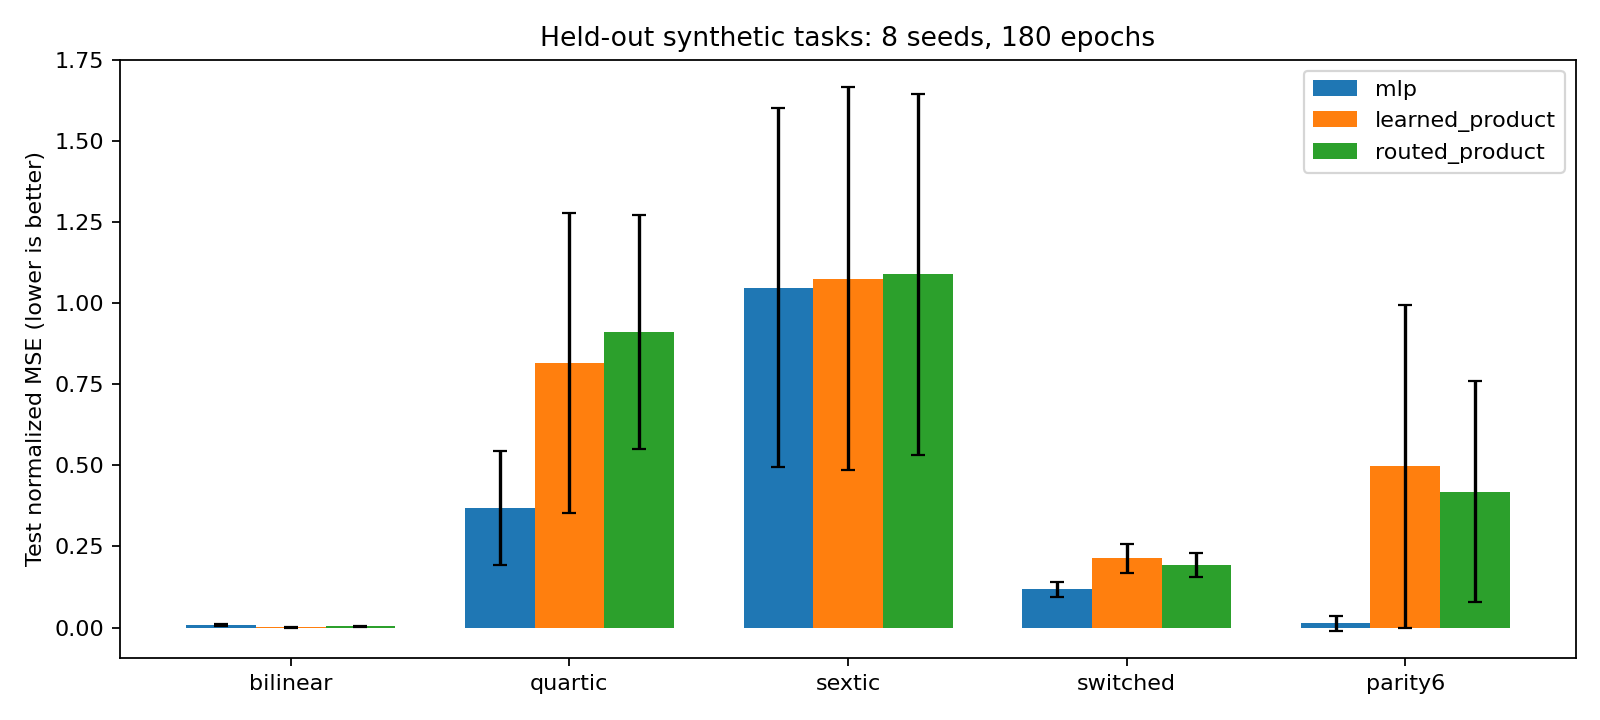 Held-out synthetic tasks: 8 seeds, 180 epochs
Test normalized MSE (lower is better)
1.75
1.50
1.25
1.00
0.75
0.50
0.25
0.00
mlp
learned_product
routed_product
bilinear
quartic
sextic
switched
parity6